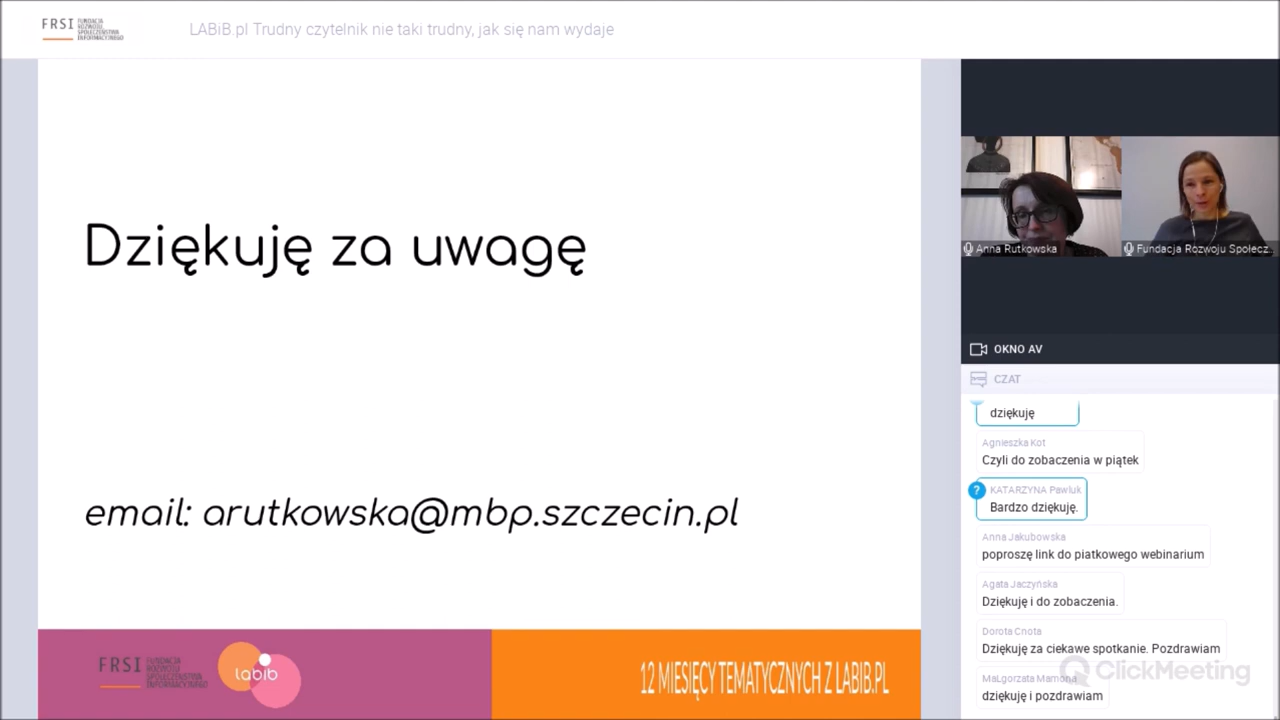 FRSI FUNDACJA
ROZWOJU
SPOŁECZEŃSTWA
INFORMACYJNEGO
LABiB.pl Trudny czytelnik nie taki trudny, jak się nam wydaje
Dziękuję za uwagę
email: arutkowska@mbp.szczecin.pl
FRSI FUNDACJA
ROZWOJU
SPOŁECZEŃSTWA
INFORMACYJNEGO
labib
12 MIESIĘCY TEMATYCZNYCH Z LABIB.PL
Anna Rutkowska
Fundacja Rozwoju Społecz...
OKNO AV
CZAT
dziękuję
Agnieszka Kot
Czyli do zobaczenia w piątek
?
KATARZYNA Pawluk
Bardzo dziękuję.
Anna Jakubowska
poproszę link do piatkowego webinarium
Agata Jaczyńska
Dziękuję i do zobaczenia.
Dorota Cnota
Dziękuję za ciekawe spotkanie. Pozdrawiam
MaŁgorzata Mamona
dziękuję i pozdrawiam
ClickMeeting